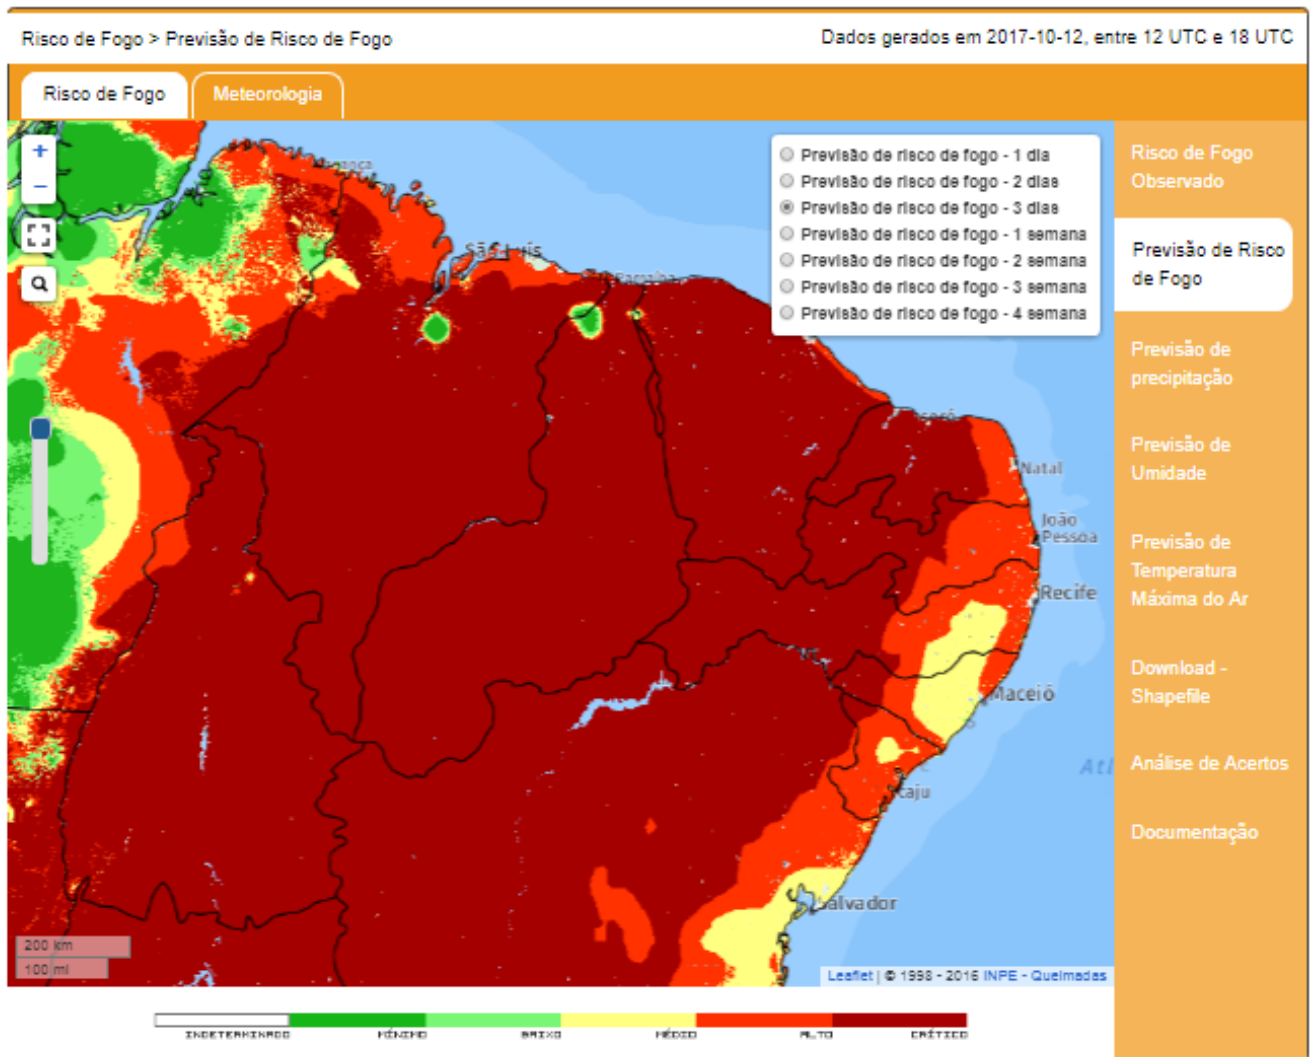 Risco de Fogo > Previsão de Risco de Fogo
Dados gerados em 2017-10-12, entre 12 UTC e 18 UTC
Risco de Fogo
Meteorologia
+
−
Previsão de risco de fogo - 1 dia
Previsão de risco de fogo - 2 dias
Previsão de risco de fogo - 3 dias
Previsão de risco de fogo - 1 semana
Previsão de risco de fogo - 2 semana
Previsão de risco de fogo - 3 semana
Previsão de risco de fogo - 4 semana
Risco de Fogo
Observado
Previsão de Risco
de Fogo
Previsão de
precipitação
Previsão de
Umidade
Previsão de
Temperatura
Máxima do Ar
Download -
Shapefile
Análise de Acertos
Documentação
São Luís
Parnaíba
Natal
João
Pessoa
Recife
Maceió
caju
Salvador
Atl
200 km
100 mi
Leaflet | © 1998 - 2016 INPE - Queimadas
INDETERMINADO
MÍNIMO
BAIXO
MÉDIO
ALTO
CRÍTICO